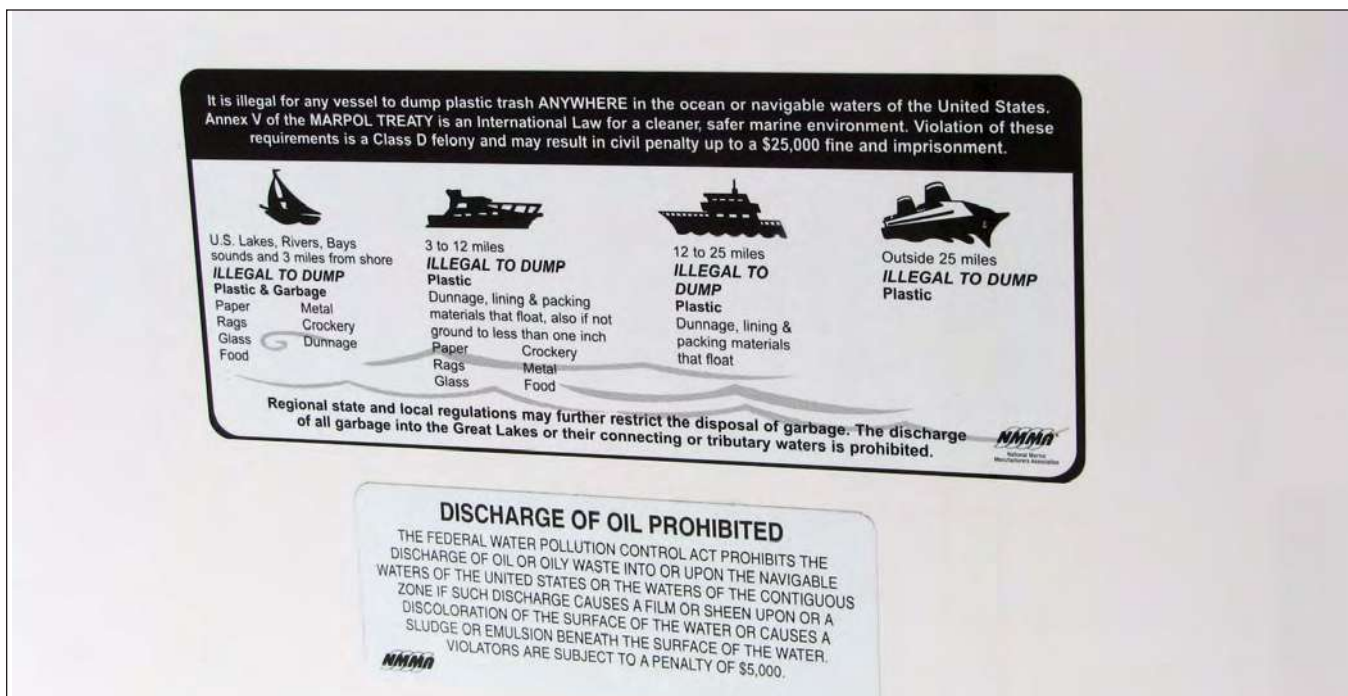 It is illegal for any vessel to dump plastic trash ANYWHERE in the ocean or navigable waters of the United States.
Annex V of the MARPOL TREATY is an International Law for a cleaner, safer marine environment. Violation of these
requirements is a Class D felony and may result in civil penalty up to a $25,000 fine and imprisonment.
U.S. Lakes, Rivers, Bays
sounds and 3 miles from shore
ILLEGAL TO DUMP
Plastic & Garbage
Paper Metal
Rags Crockery
Glass Dunnage
Food
3 to 12 miles
ILLEGAL TO DUMP
Plastic
Dunnage, lining & packing
materials that float, also if not
ground to less than one inch
Paper Crockery
Rags Metal
Glass Food
12 to 25 miles
ILLEGAL TO
DUMP
Plastic
Dunnage, lining &
packing materials
that float
Outside 25 miles
ILLEGAL TO DUMP
Plastic
Regional state and local regulations may further restrict the disposal of garbage. The discharge
of all garbage into the Great Lakes or their connecting or tributary waters is prohibited.
NMMA
National Marine
Manufacturers Association
DISCHARGE OF OIL PROHIBITED
THE FEDERAL WATER POLLUTION CONTROL ACT PROHIBITS THE
DISCHARGE OF OIL OR OILY WASTE INTO OR UPON THE NAVIGABLE
WATERS OF THE UNITED STATES OR THE WATERS OF THE CONTIGUOUS
ZONE IF SUCH DISCHARGE CAUSES A FILM OR SHEEN UPON OR A
DISCOLORATION OF THE SURFACE OF THE WATER OR CAUSES A
SLUDGE OR EMULSION BENEATH THE SURFACE OF THE WATER.
VIOLATORS ARE SUBJECT TO A PENALTY OF $5,000.
NMMA